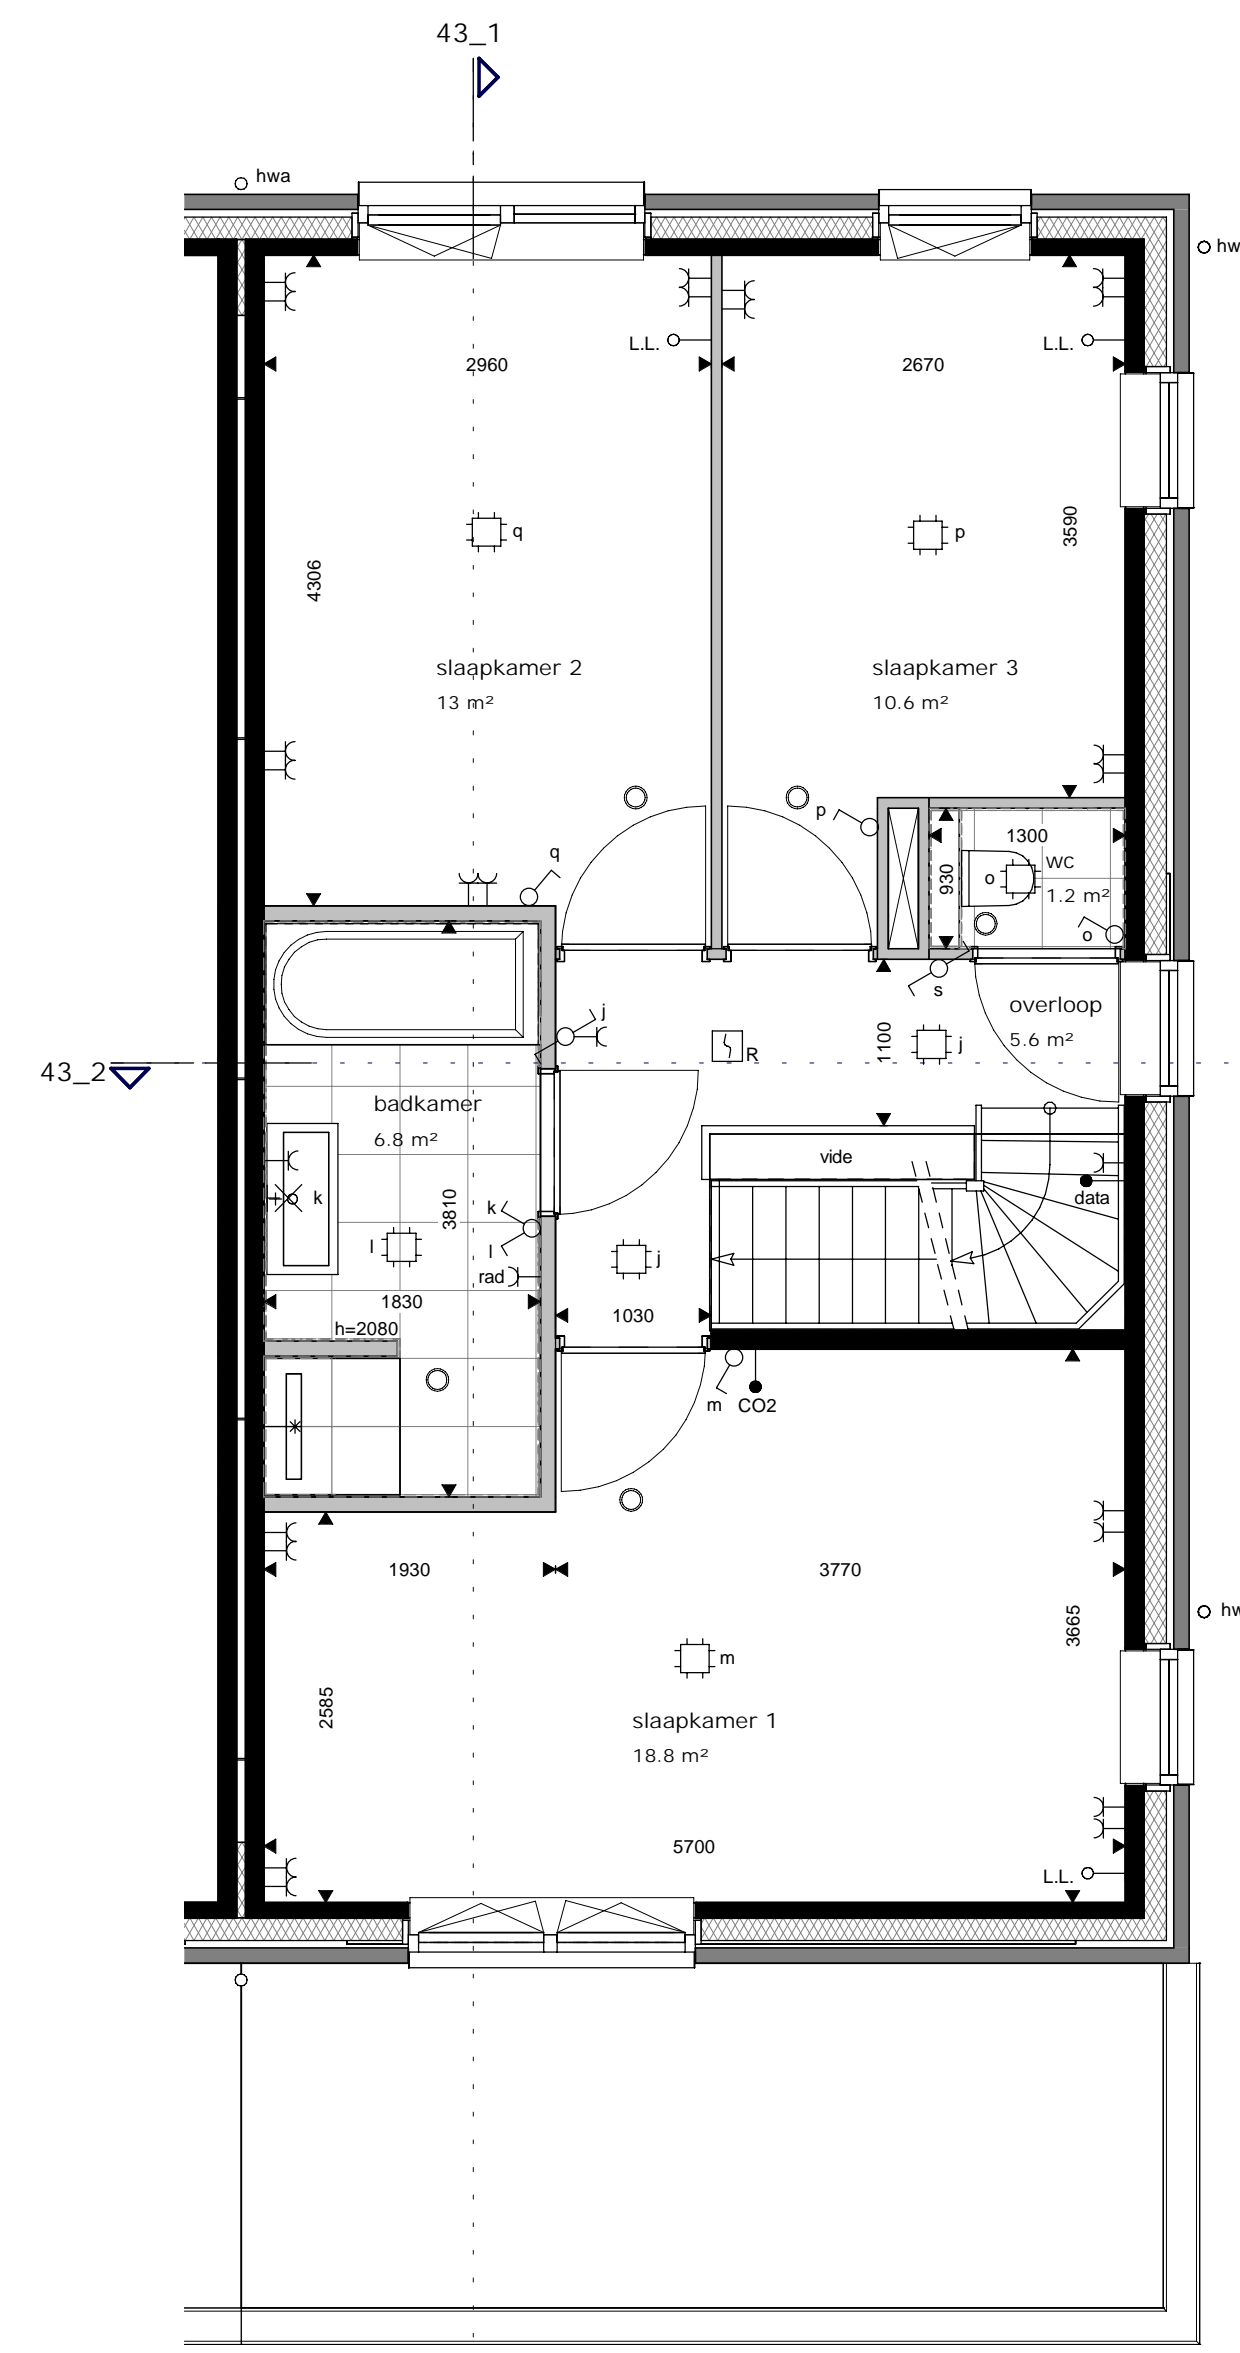 43_1
hwa
hw
L.L.
L.L.
2960
2670
q
p
3590
4306
slaapkamer 2
13 m²
slaapkamer 3
10.6 m²
p
q
1300
930
o
wc
1.2 m²
o
s
overloop
5.6 m²
j
R
1100
j
43_2
badkamer
6.8 m²
vide
data
k
3810
k
l
l
rad
j
1830
1030
h=2080
m
CO2
1930
3770
3665
hw
m
2585
slaapkamer 1
18.8 m²
5700
L.L.